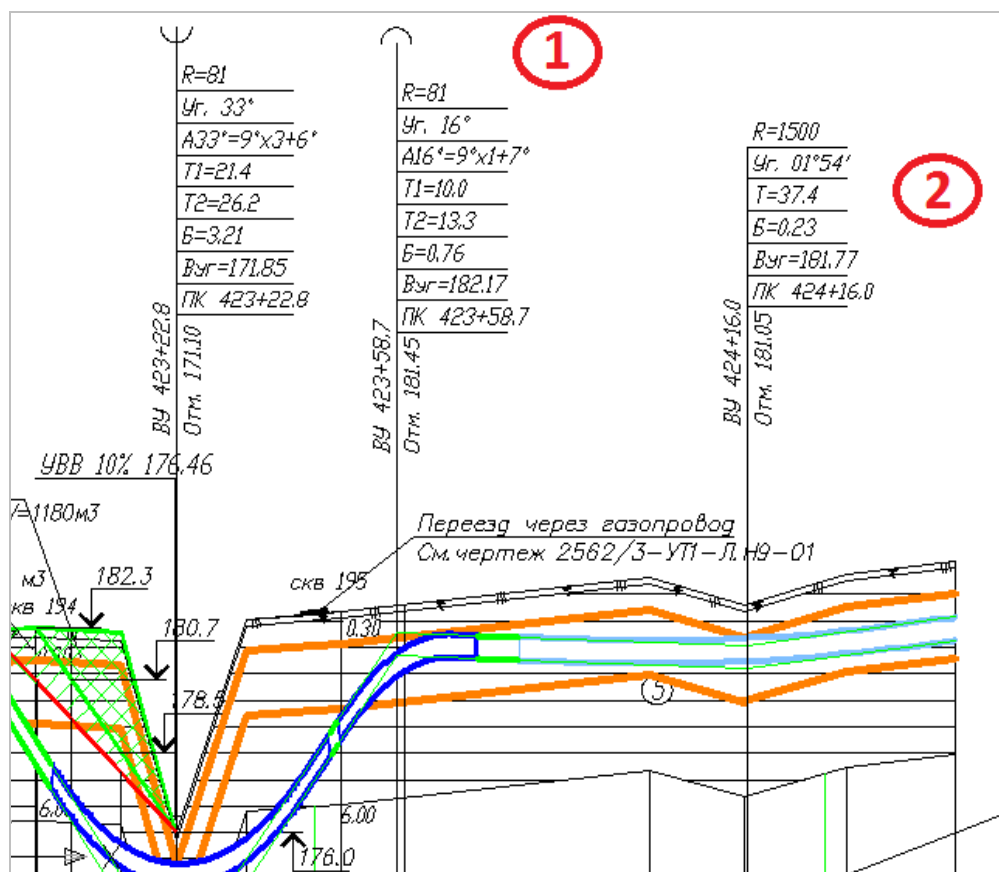 1
R=81
Уг. 33°
А33°=9°х3+6°
Т1=21.4
Т2=26.2
Б=3.21
Вуг=171.85
ПК 423+22.8
ВУ 423+22.8
Отм. 171.10
R=81
Уг. 16°
А16°=9°х1+7°
Т1=10.0
Т2=13.3
Б=0.76
Вуг=182.17
ПК 423+58.7
ВУ 423+58.7
Отм. 181.45
2
R=1500
Уг. 01°54'
Т=37.4
Б=0.23
Вуг=181.77
ПК 424+16.0
ВУ 424+16.0
Отм. 181.05
УВВ 10% 176.46
=1180м3
Переезд через газопровод
См.чертеж 2562/3-УТ1-Л.Н9-01
м3
182.3
скв 195
кв 194
180.7
0.30
178.5
5
6.00
176.0